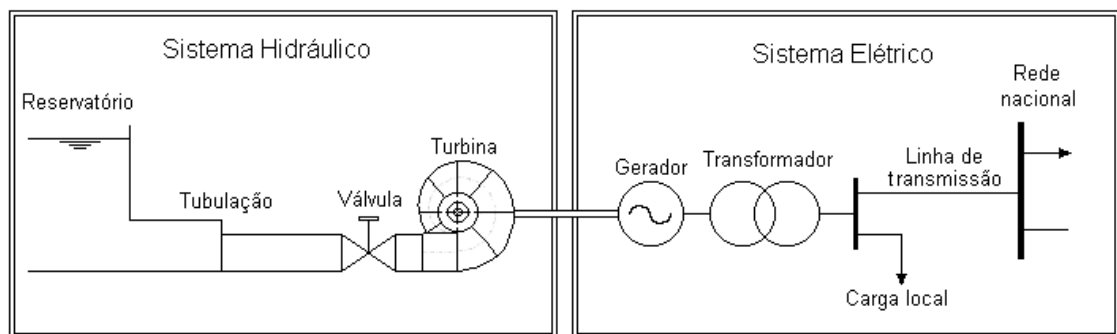 Sistema Hidráulico
Reservatório
Tubulação
Válvula
Turbina
Sistema Elétrico
Gerador
Transformador
Linha de
transmissão
Rede
nacional
Carga local